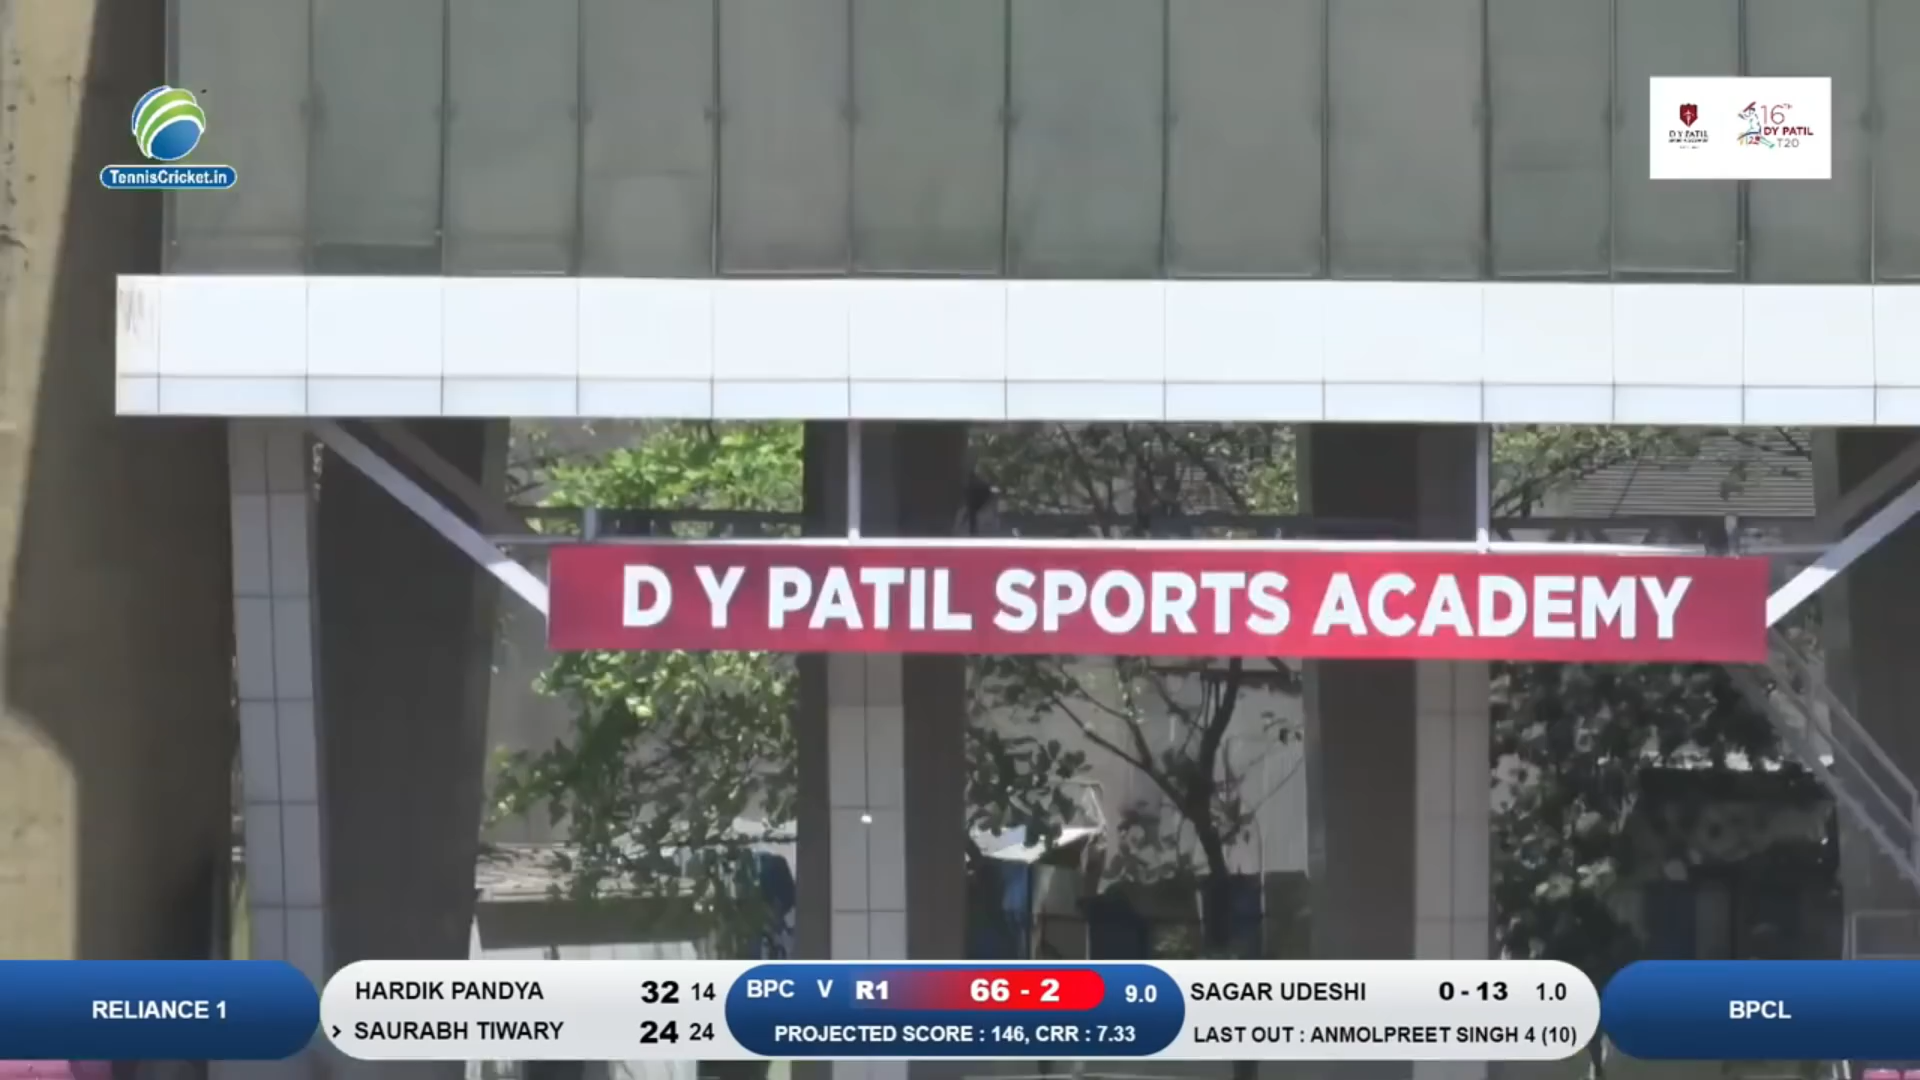 TennisCricket.in
D Y PATIL
16TH
DY PATIL
T20
D Y PATIL SPORTS ACADEMY
RELIANCE 1
HARDIK PANDYA 32 14
› SAURABH TIWARY 24 24
BPC V R1 66 - 2 9.0
PROJECTED SCORE : 146, CRR : 7.33
SAGAR UDESHI 0 - 13 1.0
LAST OUT : ANMOLPREET SINGH 4 (10)
BPCL